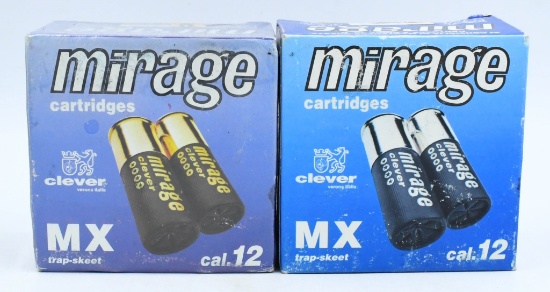 mirage
cartridges
mirage
clever
clever
verona italia
MX
trap-skeet
cal. 12
mirage
mirage
cartridges
mirage
clever
clever
verona italia
MX
trap-skeet
cal. 12